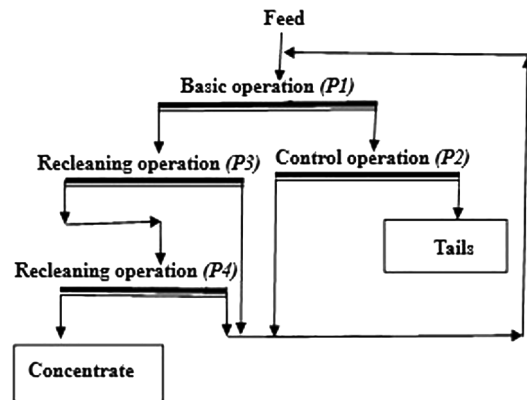 Feed
Basic operation (P1)
Recleaning operation (P3)
Control operation (P2)
Tails
Recleaning operation (P4)
Concentrate